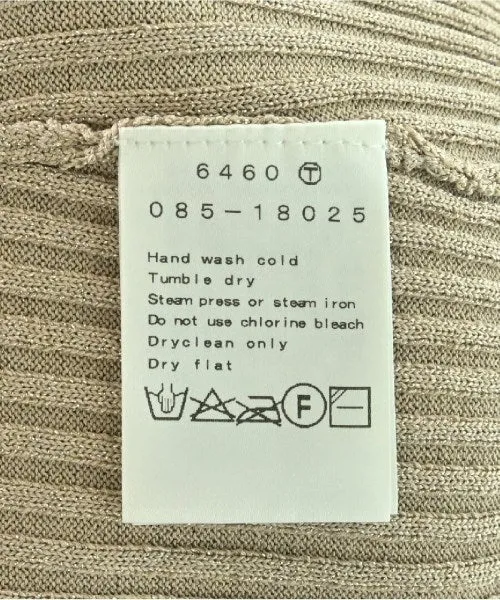 6460 Ⓣ
085-18025
Hand wash cold
Tumble dry
Steam press or steam iron
Do not use chlorine bleach
Dryclean only
Dry flat
F